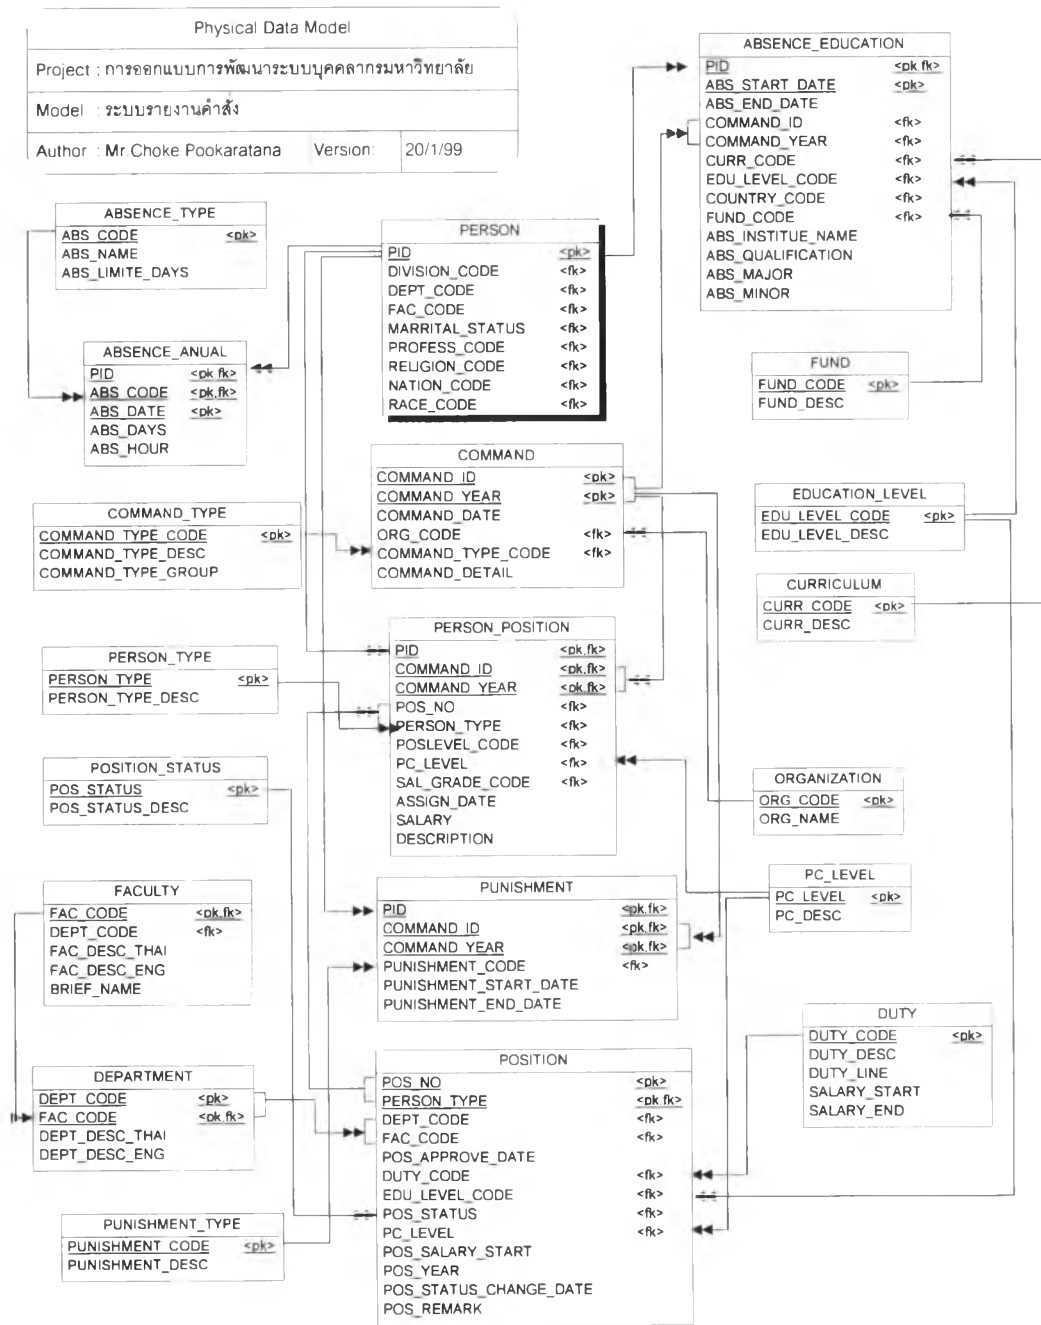 Physical Data Model
Project : การออกแบบการพัฒนาระบบบุคคลากรมหาวิทยาลัย
Model : ระบบรายงานคำสั่ง
Author : Mr.Choke Pookaratana Version: 20/1/99
ABSENCE_EDUCATION
PID <pk,fk>
ABS_START_DATE <pk>
ABS_END_DATE
COMMAND_ID <fk>
COMMAND_YEAR <fk>
CURR_CODE <fk>
EDU_LEVEL_CODE <fk>
COUNTRY_CODE <fk>
FUND_CODE <fk>
ABS_INSTITUE_NAME
ABS_QUALIFICATION
ABS_MAJOR
ABS_MINOR
ABSENCE_TYPE
ABS_CODE <pk>
ABS_NAME
ABS_LIMITE_DAYS
PERSON
PID <pk>
DIVISION_CODE <fk>
DEPT_CODE <fk>
FAC_CODE <fk>
MARRITAL_STATUS <fk>
PROFESS_CODE <fk>
RELIGION_CODE <fk>
NATION_CODE <fk>
RACE_CODE <fk>
ABSENCE_ANUAL
PID <pk,fk>
ABS_CODE <pk,fk>
ABS_DATE <pk>
ABS_DAYS
ABS_HOUR
FUND
FUND_CODE <pk>
FUND_DESC
COMMAND
COMMAND_ID <pk>
COMMAND_YEAR <pk>
COMMAND_DATE
ORG_CODE <fk>
COMMAND_TYPE_CODE <fk>
COMMAND_DETAIL
COMMAND_TYPE
COMMAND_TYPE_CODE <pk>
COMMAND_TYPE_DESC
COMMAND_TYPE_GROUP
EDUCATION_LEVEL
EDU_LEVEL_CODE <pk>
EDU_LEVEL_DESC
CURRICULUM
CURR_CODE <pk>
CURR_DESC
PERSON_POSITION
PID <pk,fk>
COMMAND_ID <pk,fk>
COMMAND_YEAR <pk,fk>
POS_NO <fk>
PERSON_TYPE <fk>
POSLEVEL_CODE <fk>
PC_LEVEL <fk>
SAL_GRADE_CODE <fk>
ASSIGN_DATE
SALARY
DESCRIPTION
PERSON_TYPE
PERSON_TYPE <pk>
PERSON_TYPE_DESC
POSITION_STATUS
POS_STATUS <pk>
POS_STATUS_DESC
ORGANIZATION
ORG_CODE <pk>
ORG_NAME
PC_LEVEL
PC_LEVEL <pk>
PC_DESC
FACULTY
FAC_CODE <pk,fk>
DEPT_CODE <fk>
FAC_DESC_THAI
FAC_DESC_ENG
BRIEF_NAME
PUNISHMENT
PID <pk,fk>
COMMAND_ID <pk,fk>
COMMAND_YEAR <pk,fk>
PUNISHMENT_CODE <fk>
PUNISHMENT_START_DATE
PUNISHMENT_END_DATE
DUTY
DUTY_CODE <pk>
DUTY_DESC
DUTY_LINE
SALARY_START
SALARY_END
DEPARTMENT
DEPT_CODE <pk>
FAC_CODE <pk,fk>
DEPT_DESC_THAI
DEPT_DESC_ENG
POSITION
POS_NO <pk>
PERSON_TYPE <pk,fk>
DEPT_CODE <fk>
FAC_CODE <fk>
POS_APPROVE_DATE
DUTY_CODE <fk>
EDU_LEVEL_CODE <fk>
POS_STATUS <fk>
PC_LEVEL <fk>
POS_SALARY_START
POS_YEAR
POS_STATUS_CHANGE_DATE
POS_REMARK
PUNISHMENT_TYPE
PUNISHMENT_CODE <pk>
PUNISHMENT_DESC